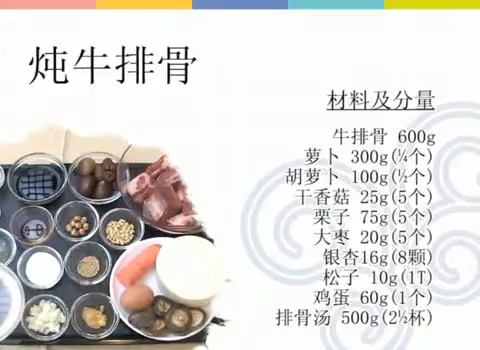 炖牛排骨
材料及分量
牛排骨 600g
萝卜 300g(¼个)
胡萝卜 100g(½个)
干香菇 25g(5个)
栗子 75g(5个)
大枣 20g(5个)
银杏16g(8颗)
松子 10g(1T)
鸡蛋 60g(1个)
排骨汤 500g(2½杯)